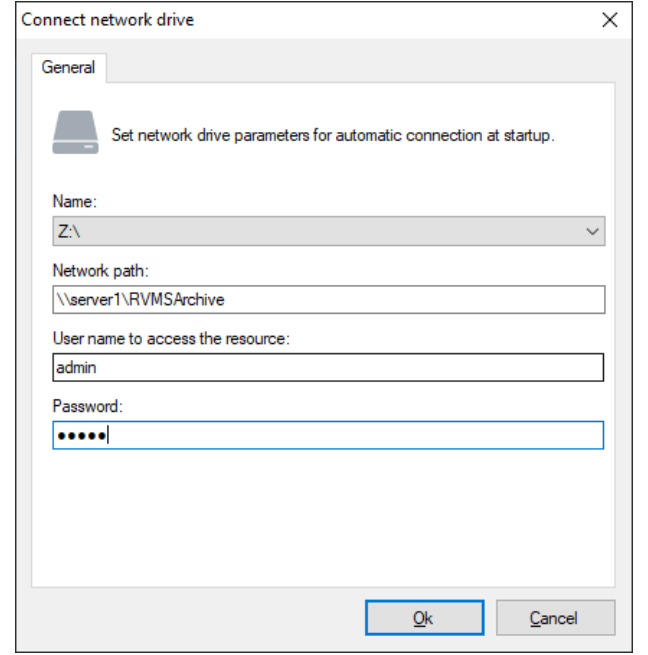 Connect network drive
General
Set network drive parameters for automatic connection at startup.
Name:
Z:\
Network path:
\\server1\RVMSArchive
User name to access the resource:
admin
Password:
•••••
Ok
Cancel